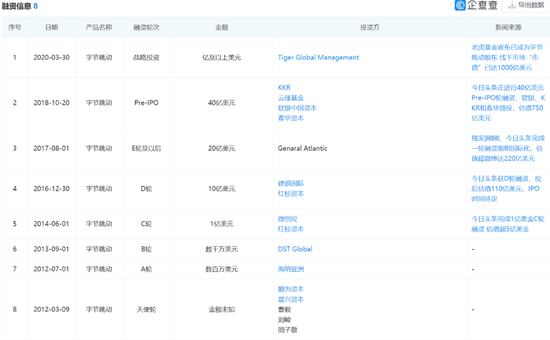 融资信息 8
企查查
导出数据
序号 日期 产品名称 融资轮次 金额 投资方 新闻来源
1 2020-03-30 字节跳动 战略投资 亿及以上美元 Tiger Global Management
老虎基金宣布已成为字节
跳动股东 线下市场“市
值”已达1000亿美元
2 2018-10-20 字节跳动 Pre-IPO 40亿美元
KKR
云锋基金
软银中国资本
春华资本
今日头条正进行40亿美元
Pre-IPO轮融资，软银、K
KR和春华领投，估值750
亿美元
3 2017-08-01 字节跳动 E轮及以后 20亿美元 Genaral Atlantic
今日头条完成
一轮融资面朝国际化，估
值超微博达220亿美元
4 2016-12-30 字节跳动 D轮 10亿美元
建银国际
红杉资本
今日头条获D轮融资，投
后估值110亿美元，IPO
时间待定
5 2014-06-01 字节跳动 C轮 1亿美元
微创投
红杉资本
今日头条完成1亿美金C轮
融资 估值超5亿美金
6 2013-09-01 字节跳动 B轮 数千万美元 DST Global -
7 2012-07-01 字节跳动 A轮 数百万美元 海纳亚洲 -
8 2012-03-09 字节跳动 天使轮 金额未知
顺为资本
晨兴资本
曹毅
刘峻
周子敬
-